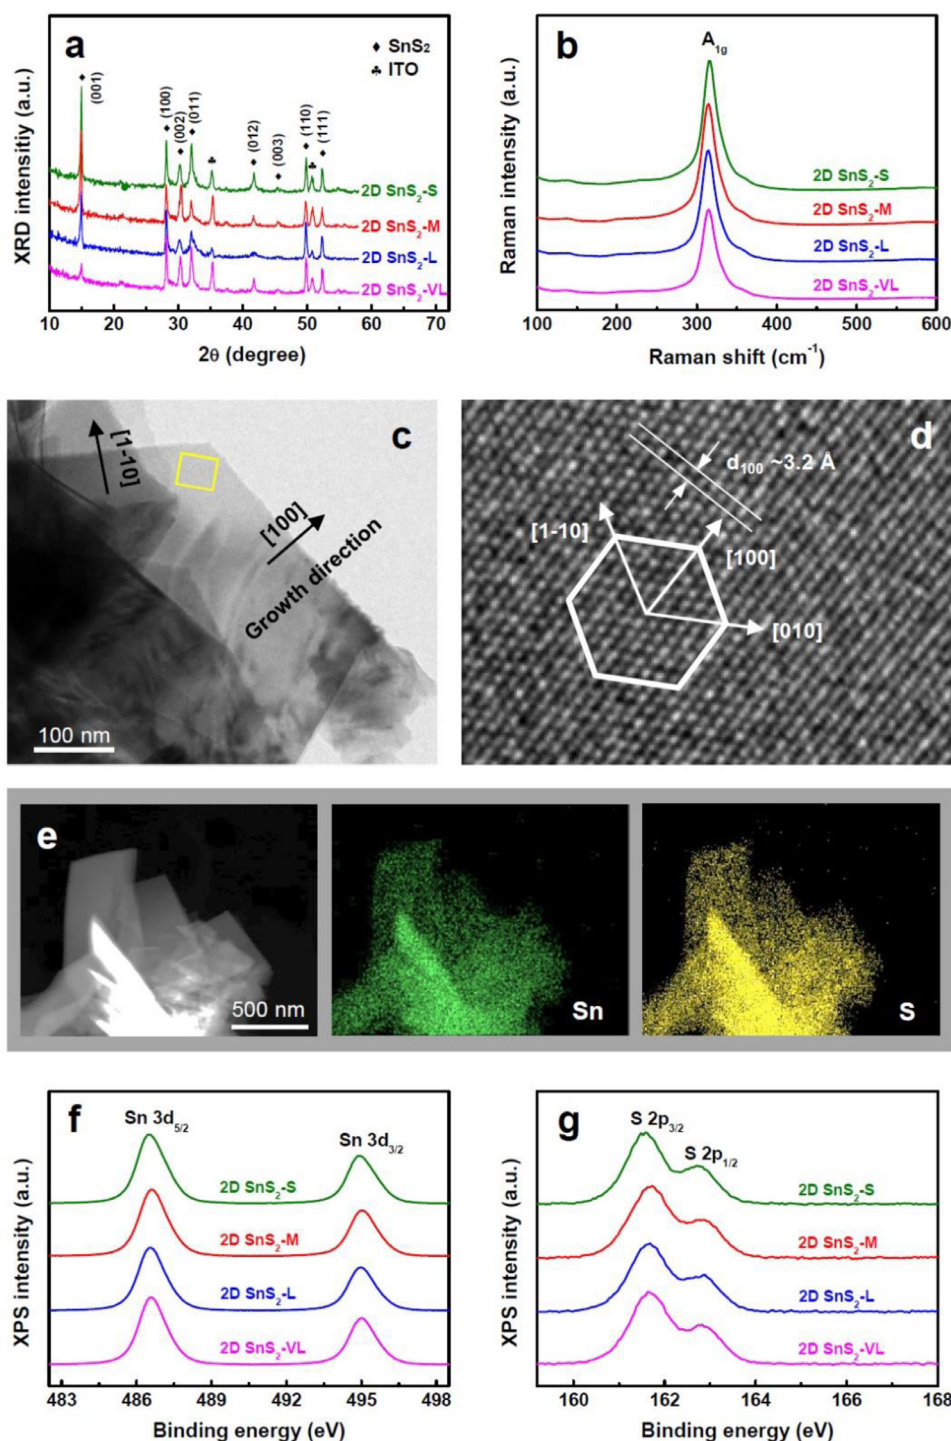 a
♦ SnS₂
♣ ITO
(001)
(100)
(002)
(011)
(012)
(003)
(110)
(111)
2D SnS₂-S
2D SnS₂-M
2D SnS₂-L
2D SnS₂-VL
XRD intensitiy (a.u.)
10 20 30 40 50 60 70
2θ (degree)
b
A₁g
2D SnS₂-S
2D SnS₂-M
2D SnS₂-L
2D SnS₂-VL
Raman intensity (a.u.)
100 200 300 400 500 600
Raman shift (cm⁻¹)
c
[1-10]
[100]
Growth direction
100 nm
d
d₁₀₀ ~3.2 Å
[1-10]
[100]
[010]
e
500 nm
Sn
S
f
Sn 3d₅/₂
Sn 3d₃/₂
2D SnS₂-S
2D SnS₂-M
2D SnS₂-L
2D SnS₂-VL
XPS intensity (a.u.)
483 486 489 492 495 498
Binding energy (eV)
g
S 2p₃/₂
S 2p₁/₂
2D SnS₂-S
2D SnS₂-M
2D SnS₂-L
2D SnS₂-VL
XPS intensity (a.u.)
160 162 164 166 168
Binding energy (eV)